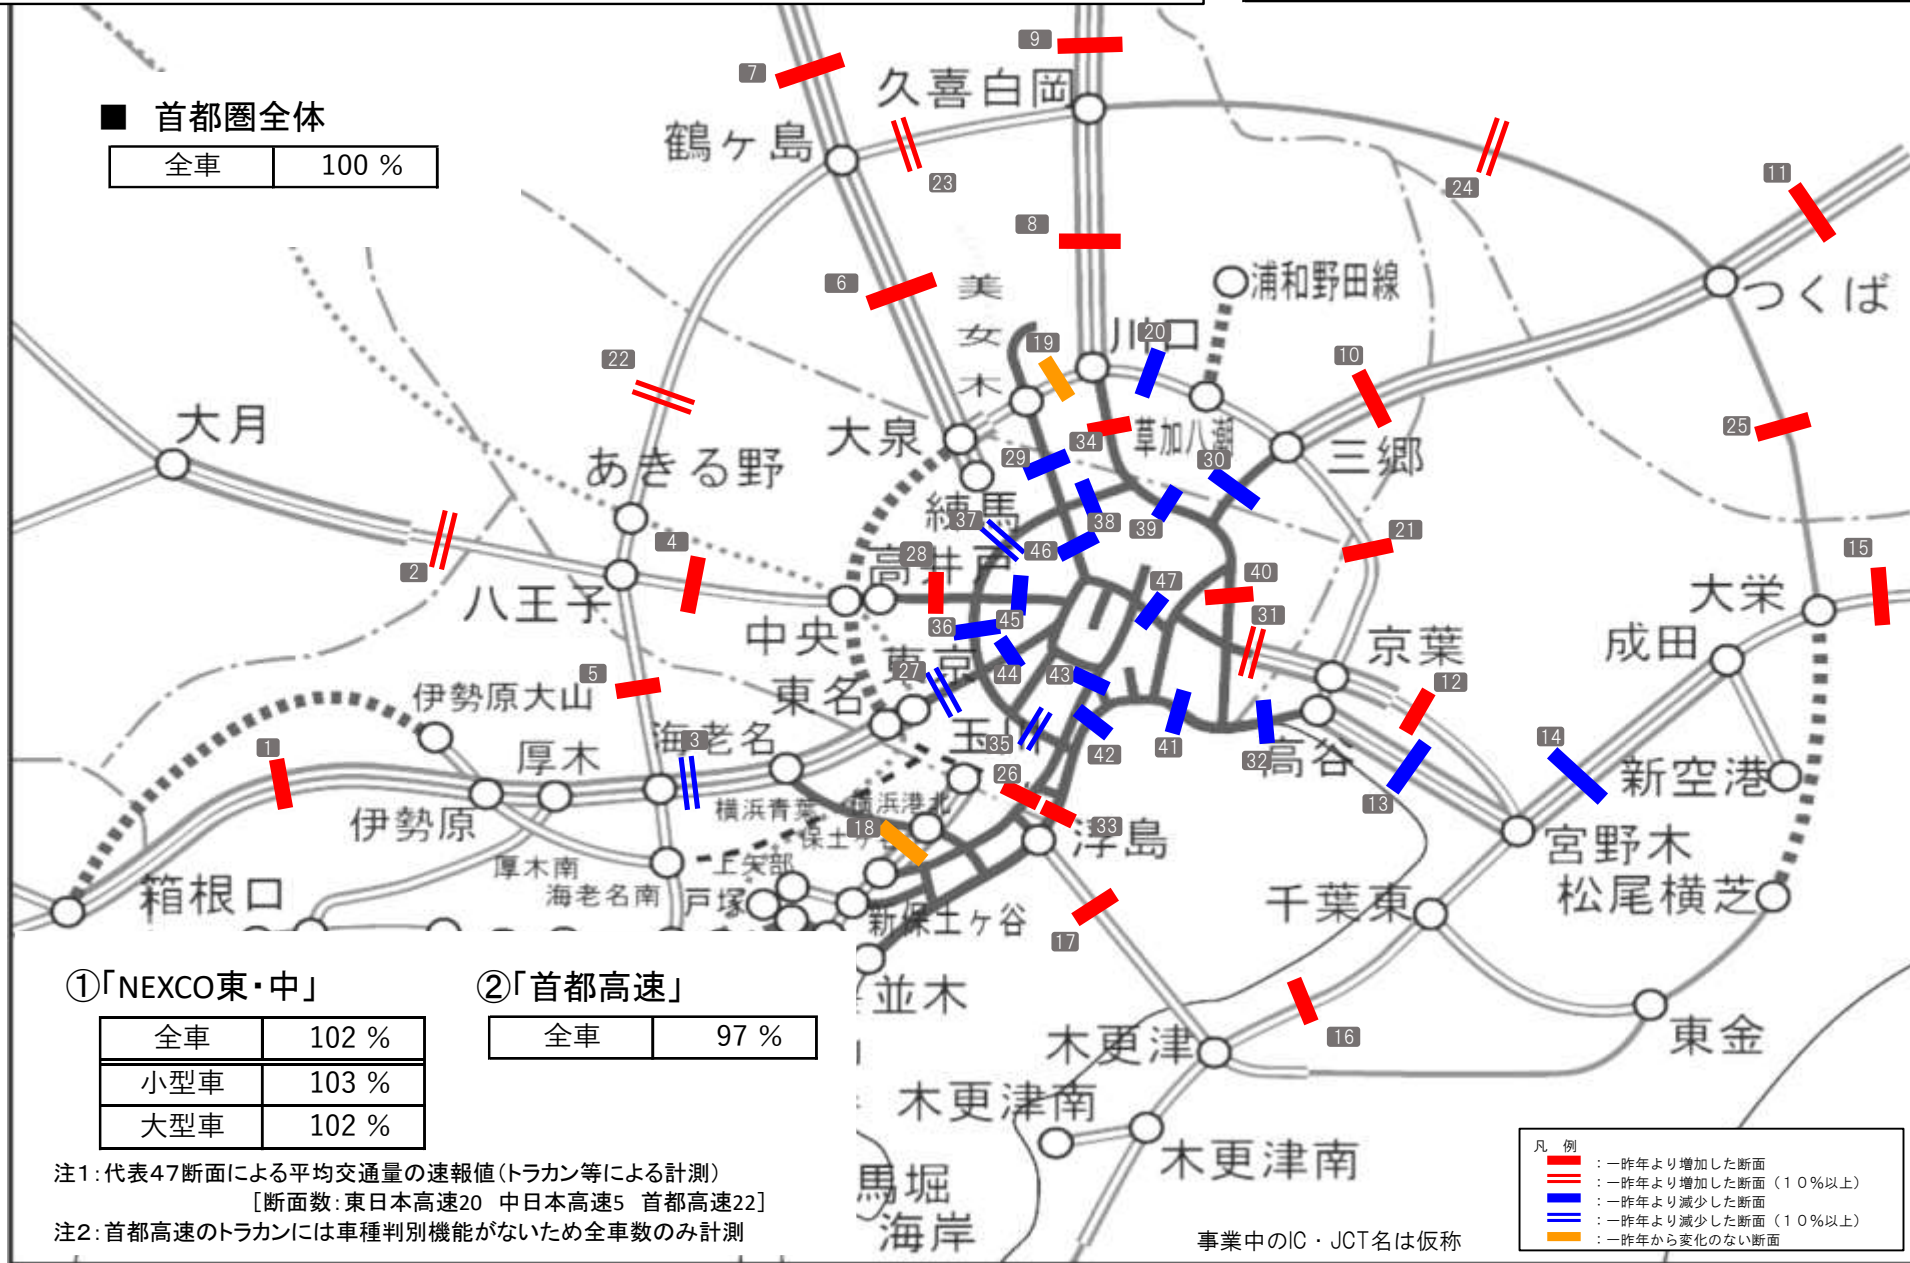 ■ 首都圏全体
全車 100 %
9
7
久喜白岡
鶴ヶ島
23
24
11
8
6
美女木
浦和野田線
つくば
19
川口
20
22
10
大月
大泉
34
草加八潮
25
あきる野
29
30
三郷
練馬
37
38
39
46
21
2
4
28
高井戸
47
40
15
八王子
大栄
36
45
31
中央
京葉
成田
5
27
東京
44
43
12
伊勢原大山
東名
玉川
35
42
41
32
高谷
14
1
厚木
海老名
3
26
13
新空港
伊勢原
横浜青葉
横浜港北
18
保土ヶ谷
33
浮島
宮野木
厚木南
上矢部
箱根口
海老名南
戸塚
新保土ヶ谷
千葉東
松尾横芝
17
①「NEXCO東・中」
②「首都高速」
並木
全車 102 %
全車 97 %
小型車 103 %
大型車 102 %
木更津
16
東金
木更津南
木更津南
注1:代表47断面による平均交通量の速報値(トラカン等による計測)
[断面数:東日本高速20 中日本高速5 首都高速22]
注2:首都高速のトラカンには車種判別機能がないため全車数のみ計測
馬堀
海岸
事業中のIC・JCT名は仮称
凡 例
:一昨年より増加した断面
:一昨年より増加した断面(10%以上)
:一昨年より減少した断面
:一昨年より減少した断面(10%以上)
:一昨年から変化のない断面